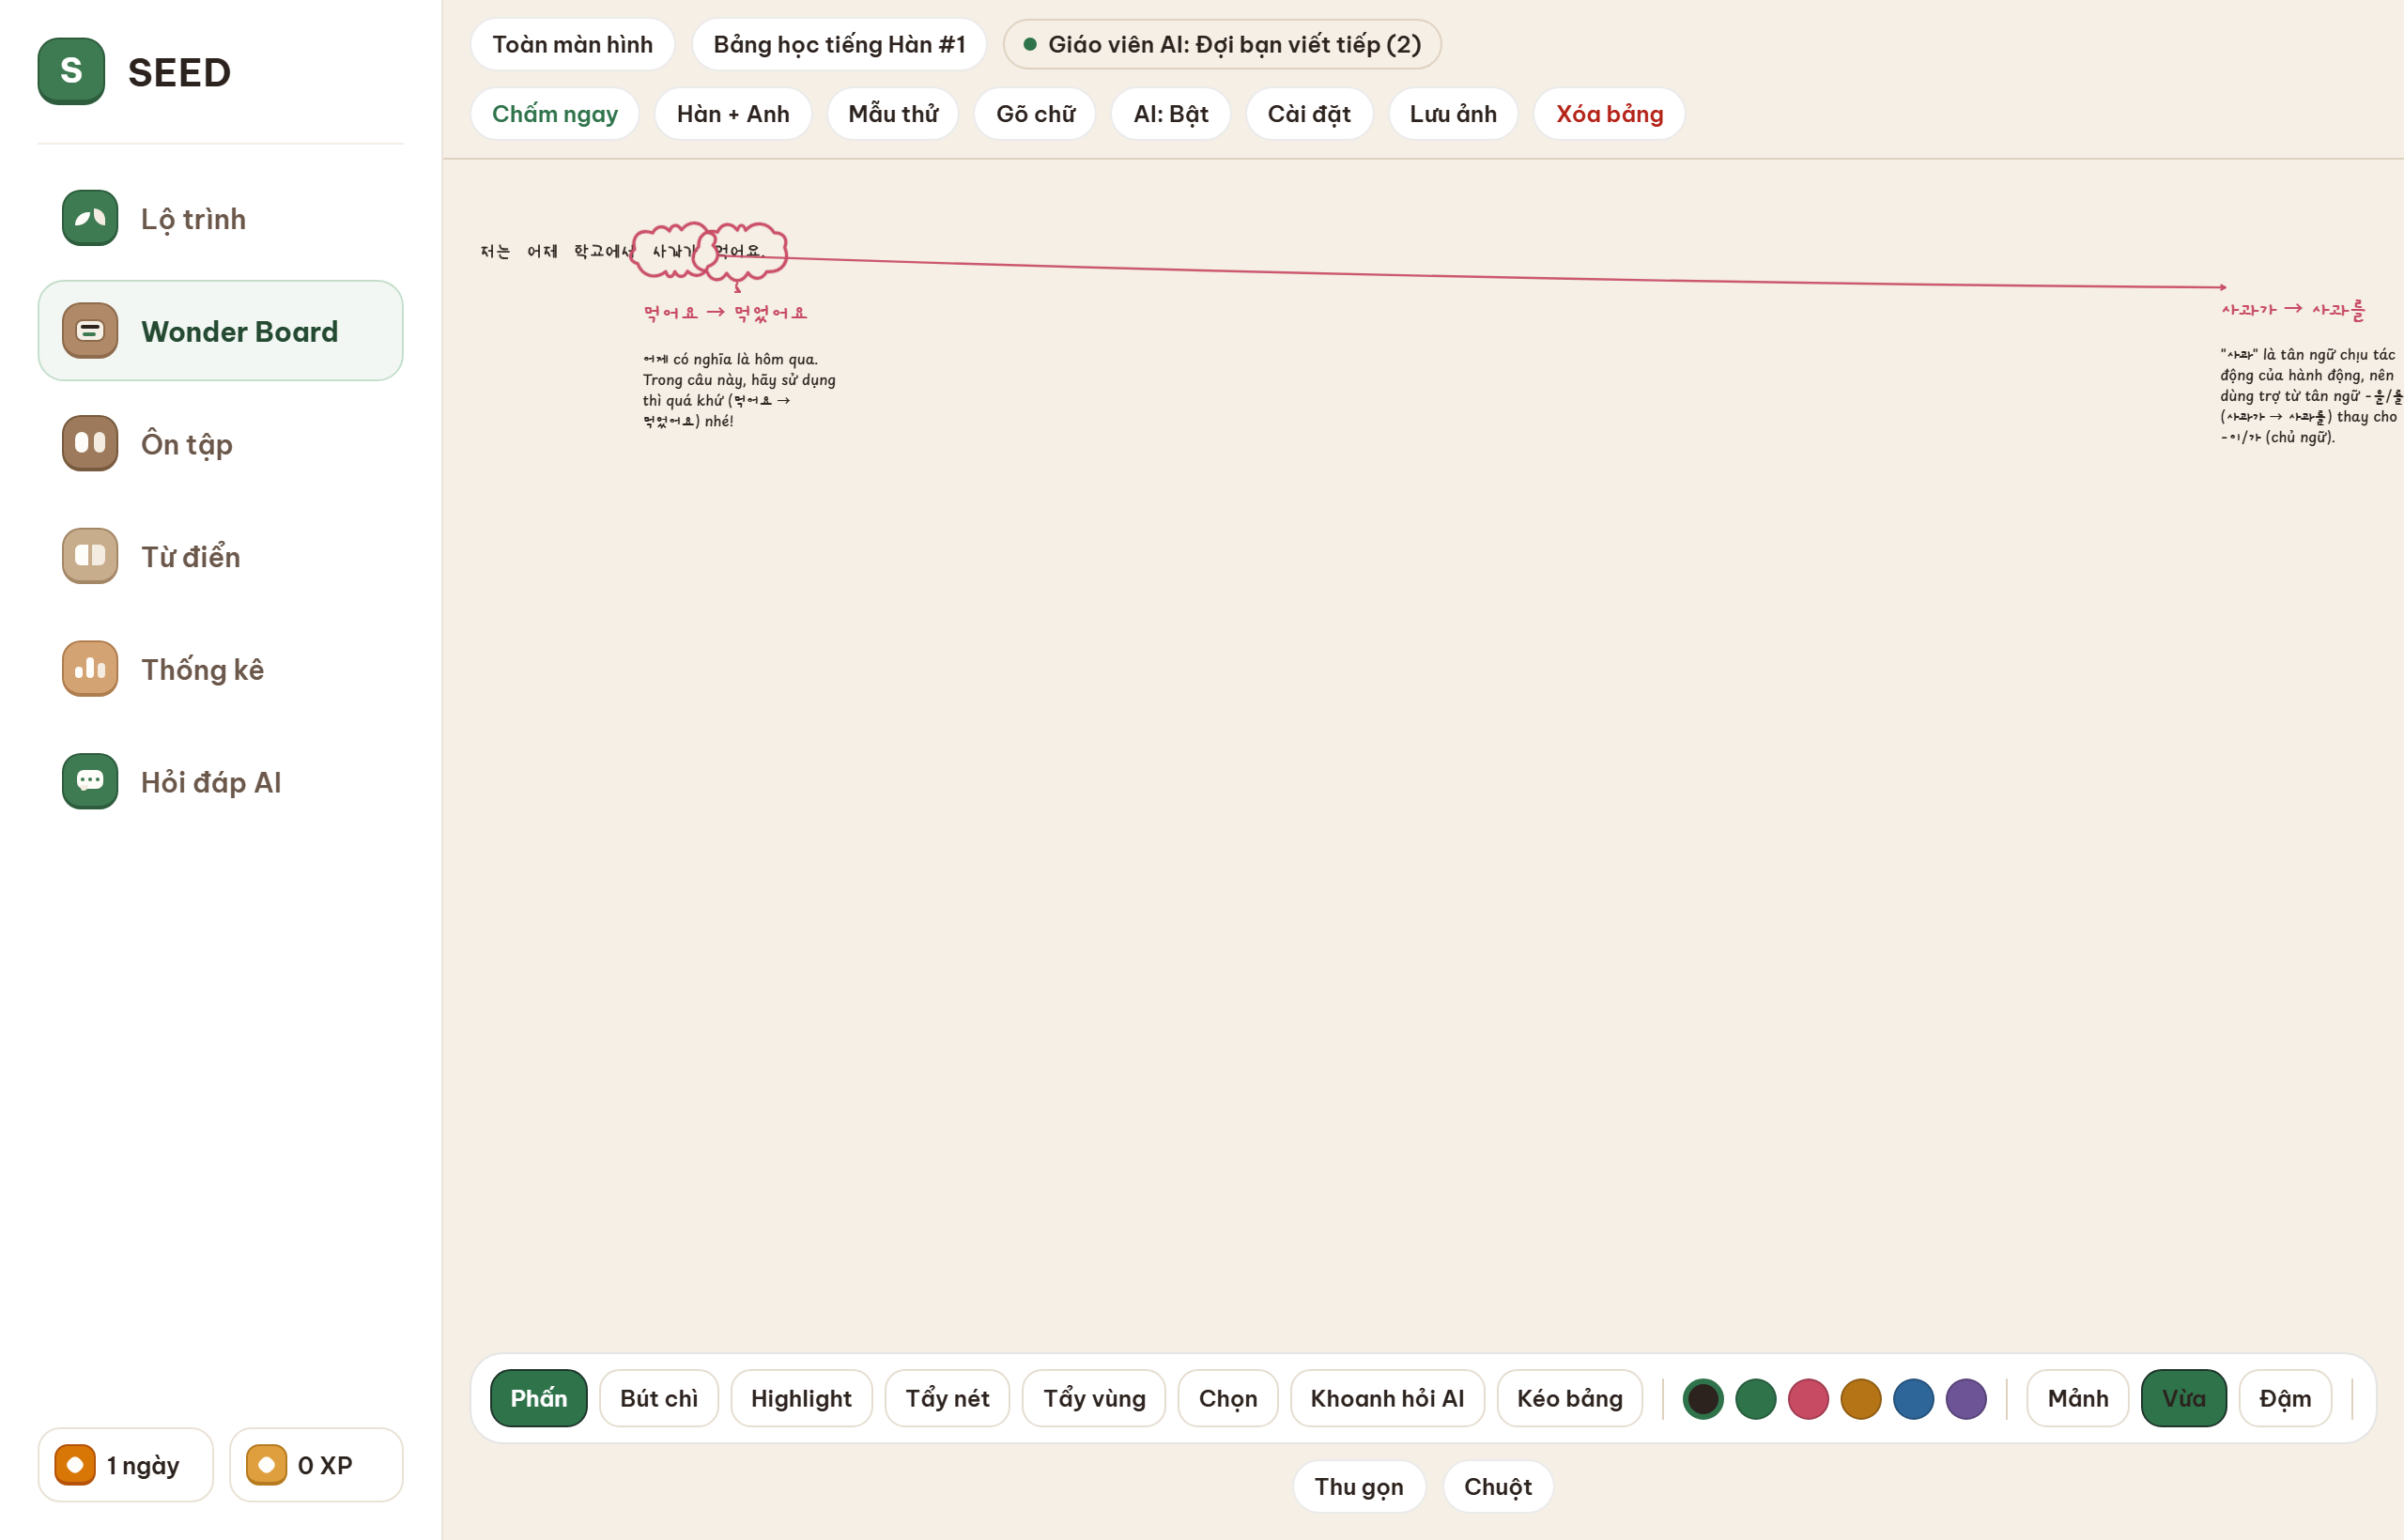 S SEED
Lộ trình
Wonder Board
Ôn tập
Từ điển
Thống kê
Hỏi đáp AI
1 ngày
0 XP
Toàn màn hình
Bảng học tiếng Hàn #1
Giáo viên AI: Đợi bạn viết tiếp (2)
Chấm ngay
Hàn + Anh
Mẫu thử
Gõ chữ
AI: Bật
Cài đặt
Lưu ảnh
Xóa bảng
저는 어제 학교에서 사과가 먹어요.
먹어요 → 먹었어요
어제 có nghĩa là hôm qua.
Trong câu này, hãy sử dụng
thì quá khứ (먹어요 →
먹었어요) nhé!
사과가 → 사과를
"사과" là tân ngữ chịu tác
động của hành động, nên
dùng trợ từ tân ngữ -을/를
(사과가 → 사과를) thay cho
-이/가 (chủ ngữ).
Phấn
Bút chì
Highlight
Tẩy nét
Tẩy vùng
Chọn
Khoanh hỏi AI
Kéo bảng
Mảnh
Vừa
Đậm
Thu gọn
Chuột